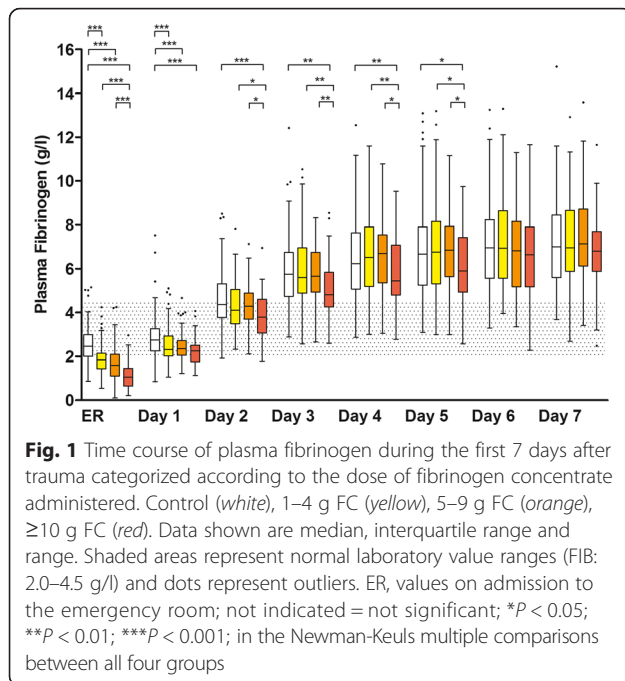 ***
***
***
***
***
***
***
***
***
*
*
**
**
**
**
**
*
*
*
*
16
14
12
10
8
6
4
2
0
Plasma Fibrinogen (g/l)
ER Day 1 Day 2 Day 3 Day 4 Day 5 Day 6 Day 7
Fig. 1 Time course of plasma fibrinogen during the first 7 days after
trauma categorized according to the dose of fibrinogen concentrate
administered. Control (white), 1–4 g FC (yellow), 5–9 g FC (orange),
≥10 g FC (red). Data shown are median, interquartile range and
range. Shaded areas represent normal laboratory value ranges (FIB:
2.0–4.5 g/l) and dots represent outliers. ER, values on admission to
the emergency room; not indicated = not significant; *P < 0.05;
**P < 0.01; ***P < 0.001; in the Newman-Keuls multiple comparisons
between all four groups